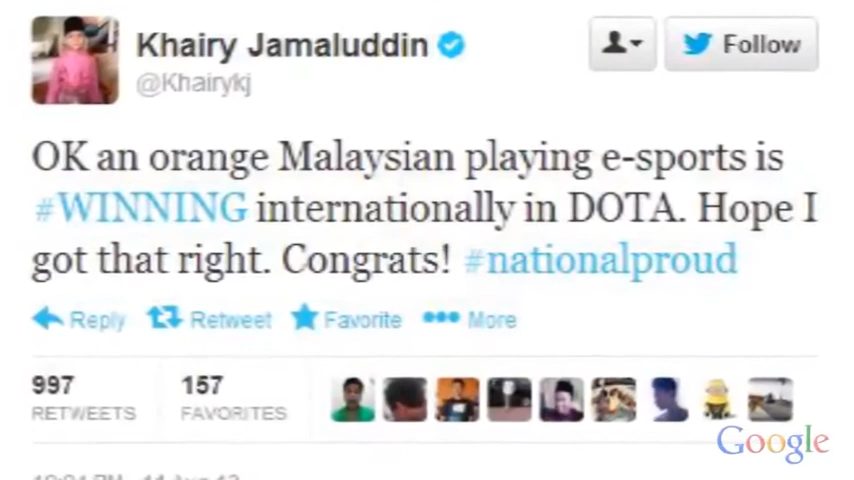 Khairy Jamaluddin
@Khairykj
Follow
OK an orange Malaysian playing e-sports is
#WINNING internationally in DOTA. Hope I
got that right. Congrats! #nationalproud
Reply Retweet Favorite More
997 157
RETWEETS FAVORITES
Google